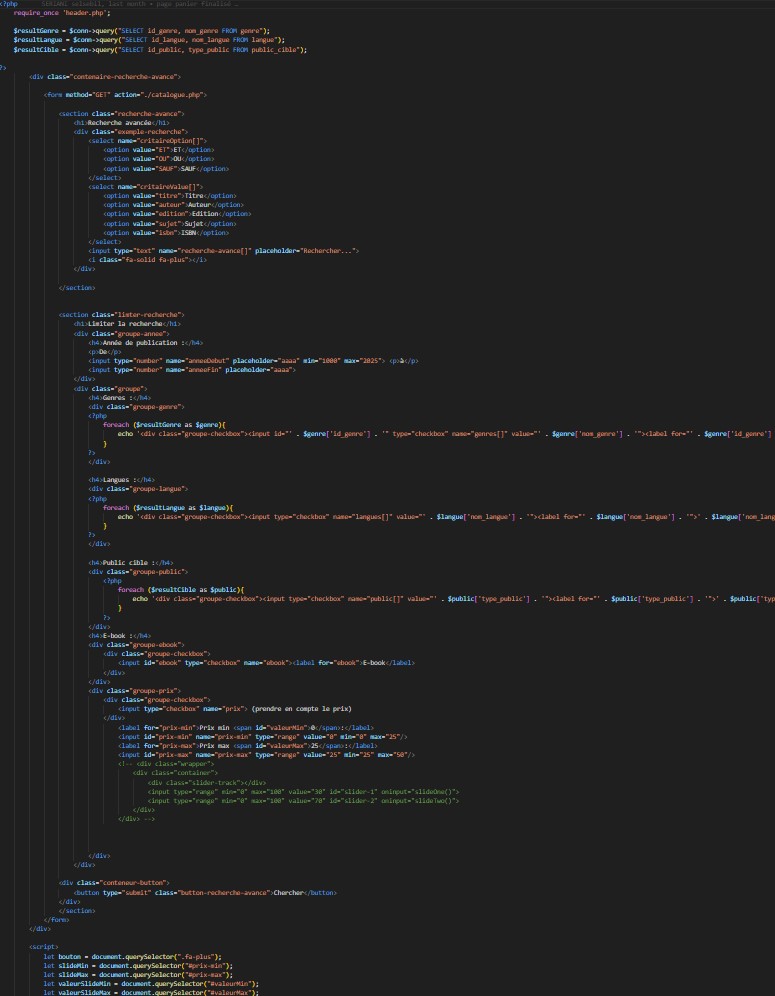 <?php SERIANI selsebil, last month • page panier finalisé …
require_once 'header.php';
$resultGenre = $conn->query("SELECT id_genre, nom_genre FROM genre");
$resultLangue = $conn->query("SELECT id_langue, nom_langue FROM langue");
$resultCible = $conn->query("SELECT id_public, type_public FROM public_cible");
?>
<div class="contenaire-recherche-avance">
<form method="GET" action="./catalogue.php">
<section class="recherche-avance">
<h1>Recherche avancée</h1>
<div class="exemple-recherche">
<select name="critaireOption[]">
<option value="ET">ET</option>
<option value="OU">OU</option>
<option value="SAUF">SAUF</option>
</select>
<select name="critaireValue[]">
<option value="titre">Titre</option>
<option value="auteur">Auteur</option>
<option value="edition">Edition</option>
<option value="sujet">Sujet</option>
<option value="isbn">ISBN</option>
</select>
<input type="text" name="recherche-avance[]" placeholder="Rechercher...">
<i class="fa-solid fa-plus"></i>
</div>
</section>
<section class="limter-recherche">
<h1>Limiter la recherche</h1>
<div class="groupe-annee">
<h4>Année de publication :</h4>
<p>De</p>
<input type="number" name="anneeDebut" placeholder="aaaa" min="1000" max="2025"> <p>à</p>
<input type="number" name="anneeFin" placeholder="aaaa">
</div>
<div class="groupe">
<h4>Genres :</h4>
<div class="groupe-genre">
<?php
foreach ($resultGenre as $genre){
echo '<div class="groupe-checkbox"><input id="' . $genre['id_genre'] . '" type="checkbox" name="genres[]" value="' . $genre['nom_genre'] . '"><label for="' . $genre['id_genre']
}
?>
</div>
<h4>Langues :</h4>
<div class="groupe-langue">
<?php
foreach ($resultLangue as $langue){
echo '<div class="groupe-checkbox"><input type="checkbox" name="langues[]" value="' . $langue['nom_langue'] . '"><label for="' . $langue['nom_langue'] . '">' . $langue['nom_lang
}
?>
</div>
<h4>Public cible :</h4>
<div class="groupe-public">
<?php
foreach ($resultCible as $public){
echo '<div class="groupe-checkbox"><input type="checkbox" name="public[]" value="' . $public['type_public'] . '"><label for="' . $public['type_public'] . '">' . $public['typ
}
?>
</div>
<h4>E-book :</h4>
<div class="groupe-ebook">
<div class="groupe-checkbox">
<input id="ebook" type="checkbox" name="ebook"><label for="ebook">E-book</label>
</div>
</div>
<div class="groupe-prix">
<div class="groupe-checkbox">
<input type="checkbox" name="prix"> (prendre en compte le prix)
</div>
<label for="prix-min">Prix min <span id="valeurMin">0</span>:</label>
<input id="prix-min" name="prix-min" type="range" value="0" min="0" max="25"/>
<label for="prix-max">Prix max <span id="valeurMax">25</span>:</label>
<input id="prix-max" name="prix-max" type="range" value="25" min="25" max="50"/>
<!-- <div class="wrapper">
<div class="container">
<div class="slider-track"></div>
<input type="range" min="0" max="100" value="30" id="slider-1" oninput="slideOne()">
<input type="range" min="0" max="100" value="70" id="slider-2" oninput="slideTwo()">
</div>
</div> -->
</div>
</div>
<div class="conteneur-button">
<button type="submit" class="button-recherche-avance">Chercher</button>
</div>
</section>
</form>
</div>
<script>
let bouton = document.querySelector(".fa-plus");
let slideMin = document.querySelector("#prix-min");
let slideMax = document.querySelector("#prix-max");
let valeurSlideMin = document.querySelector("#valeurMin");
let valeurSlideMax = document.querySelector("#valeurMax");